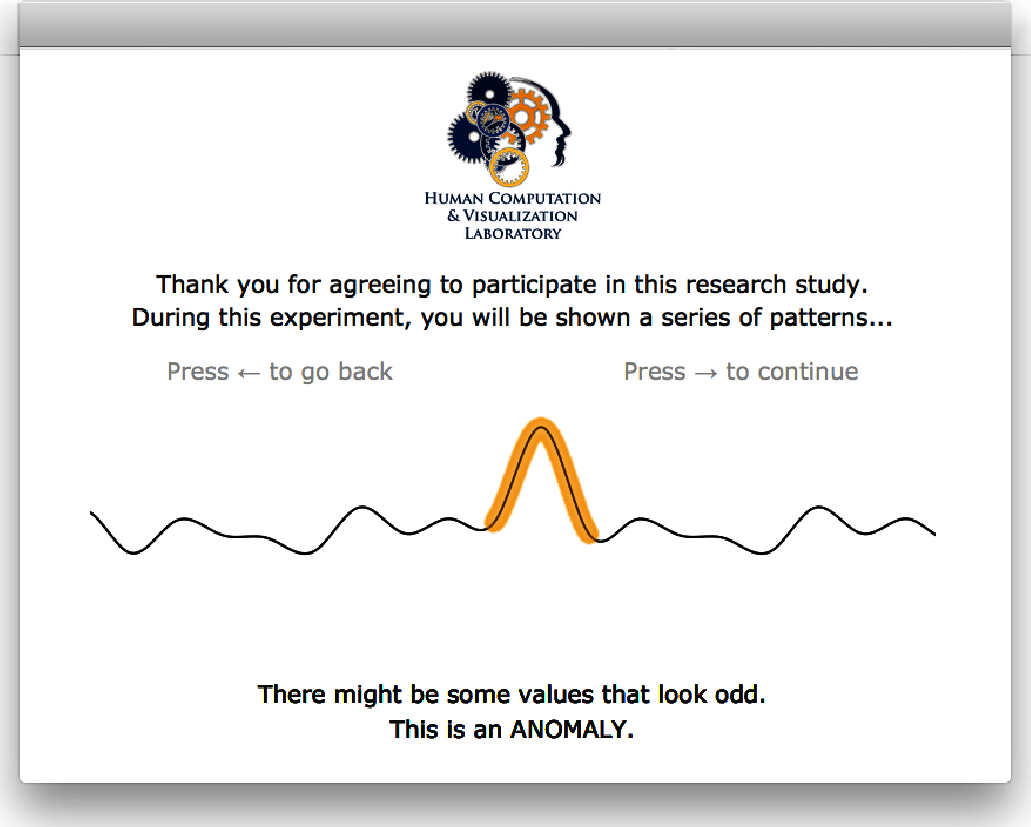 HUMAN COMPUTATION
& VISUALIZATION
LABORATORY
Thank you for agreeing to participate in this research study.
During this experiment, you will be shown a series of patterns...
Press ← to go back
Press → to continue
There might be some values that look odd.
This is an ANOMALY.